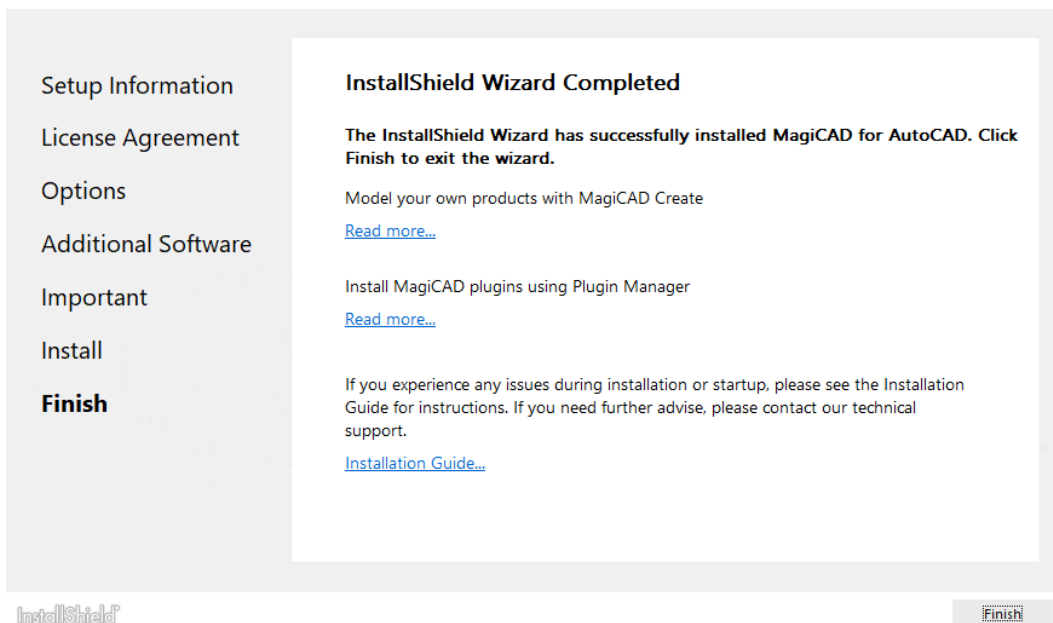 Setup Information
License Agreement
Options
Additional Software
Important
Install
Finish
InstallShield Wizard Completed
The InstallShield Wizard has successfully installed MagiCAD for AutoCAD. Click
Finish to exit the wizard.
Model your own products with MagiCAD Create
Read more...
Install MagiCAD plugins using Plugin Manager
Read more...
If you experience any issues during installation or startup, please see the Installation
Guide for instructions. If you need further advise, please contact our technical
support.
Installation Guide...
InstallShield
Finish